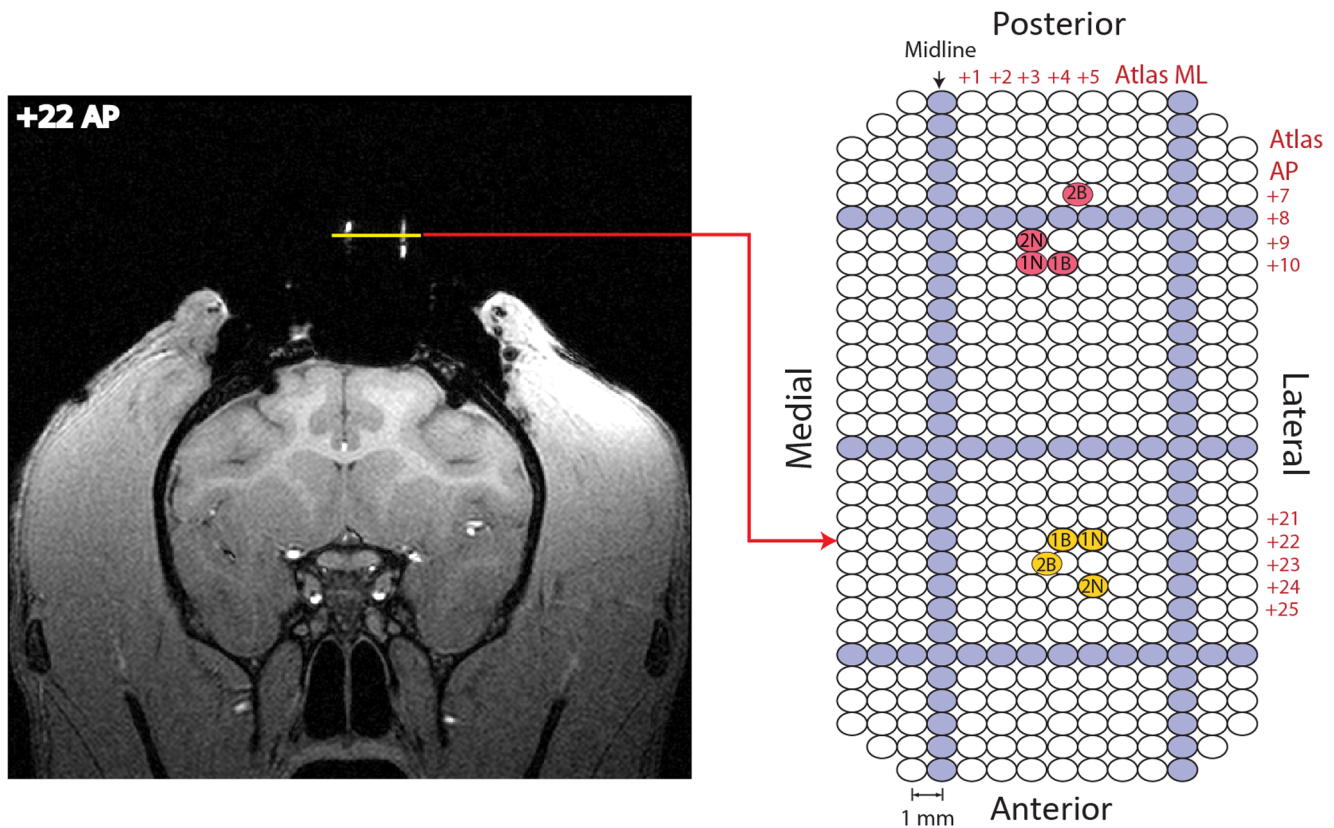 +22 AP
Posterior
Midline
+1 +2 +3 +4 +5 Atlas ML
Atlas
AP
2B
+7
+8
2N
+9
1N 1B
+10
Medial
Lateral
+21
1B 1N
+22
2B
+23
2N
+24
+25
1 mm
Anterior